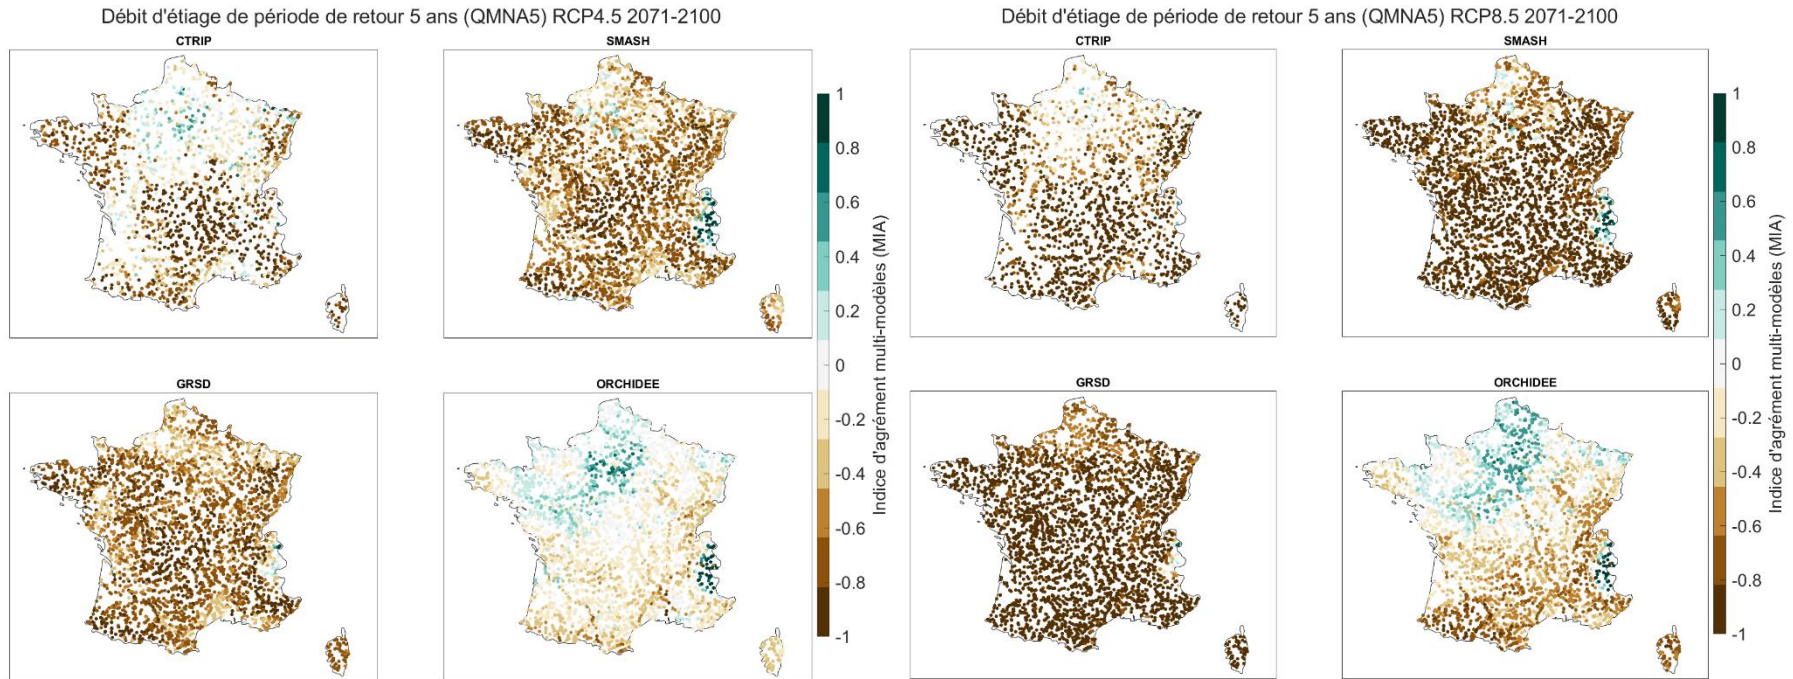 Débit d'étiage de période de retour 5 ans (QMNA5) RCP4.5 2071-2100
CTRIP
SMASH
GRSD
ORCHIDEE
1
0.8
0.6
0.4
0.2
0
-0.2
-0.4
-0.6
-0.8
-1
Indice d'agrément multi-modèles (MIA)
Débit d'étiage de période de retour 5 ans (QMNA5) RCP8.5 2071-2100
CTRIP
SMASH
GRSD
ORCHIDEE
1
0.8
0.6
0.4
0.2
0
-0.2
-0.4
-0.6
-0.8
-1
Indice d'agrément multi-modèles (MIA)